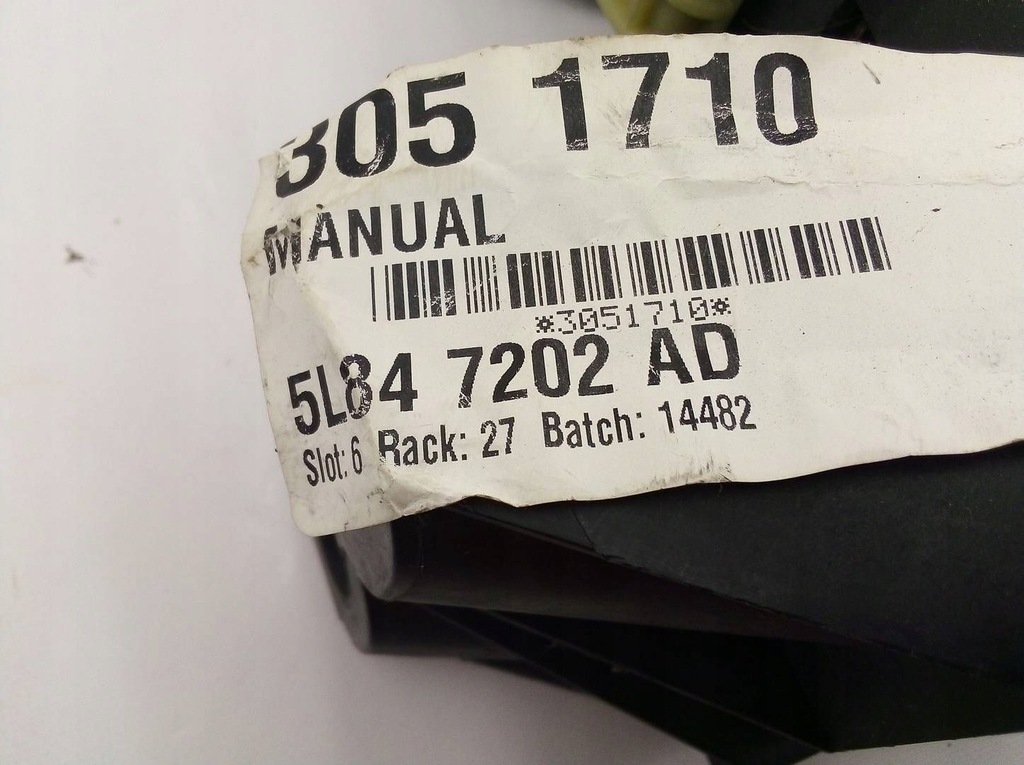 305 1710
MANUAL
*3051710*
5L84 7202 AD
Slot: 6 Rack: 27 Batch: 14482